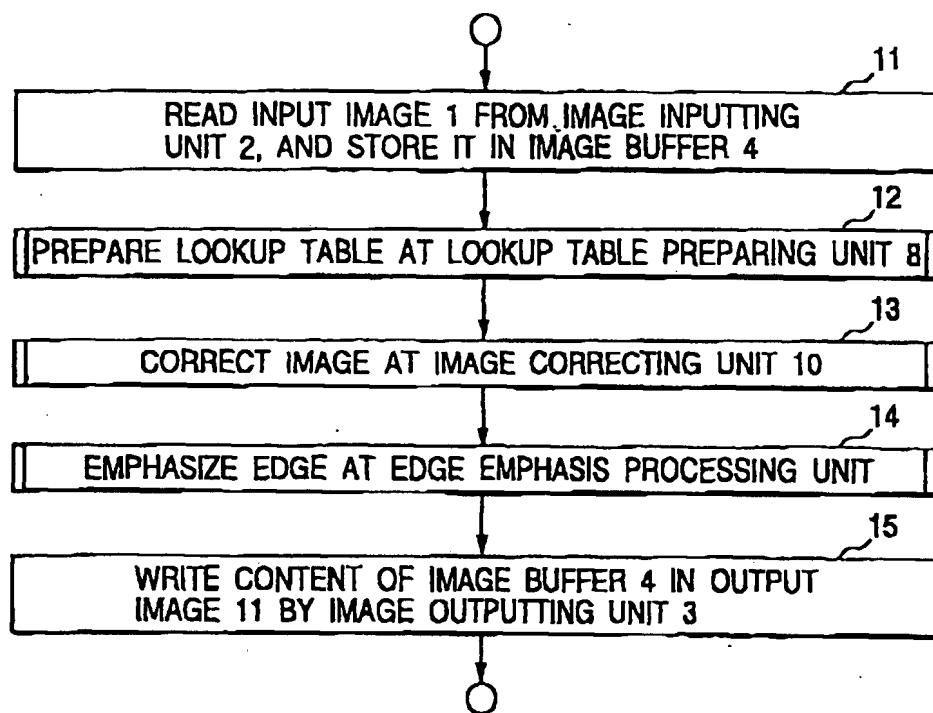 11
READ INPUT IMAGE 1 FROM IMAGE INPUTTING
UNIT 2, AND STORE IT IN IMAGE BUFFER 4
12
PREPARE LOOKUP TABLE AT LOOKUP TABLE PREPARING UNIT 8
13
CORRECT IMAGE AT IMAGE CORRECTING UNIT 10
14
EMPHASIZE EDGE AT EDGE EMPHASIS PROCESSING UNIT
15
WRITE CONTENT OF IMAGE BUFFER 4 IN OUTPUT
IMAGE 11 BY IMAGE OUTPUTTING UNIT 3